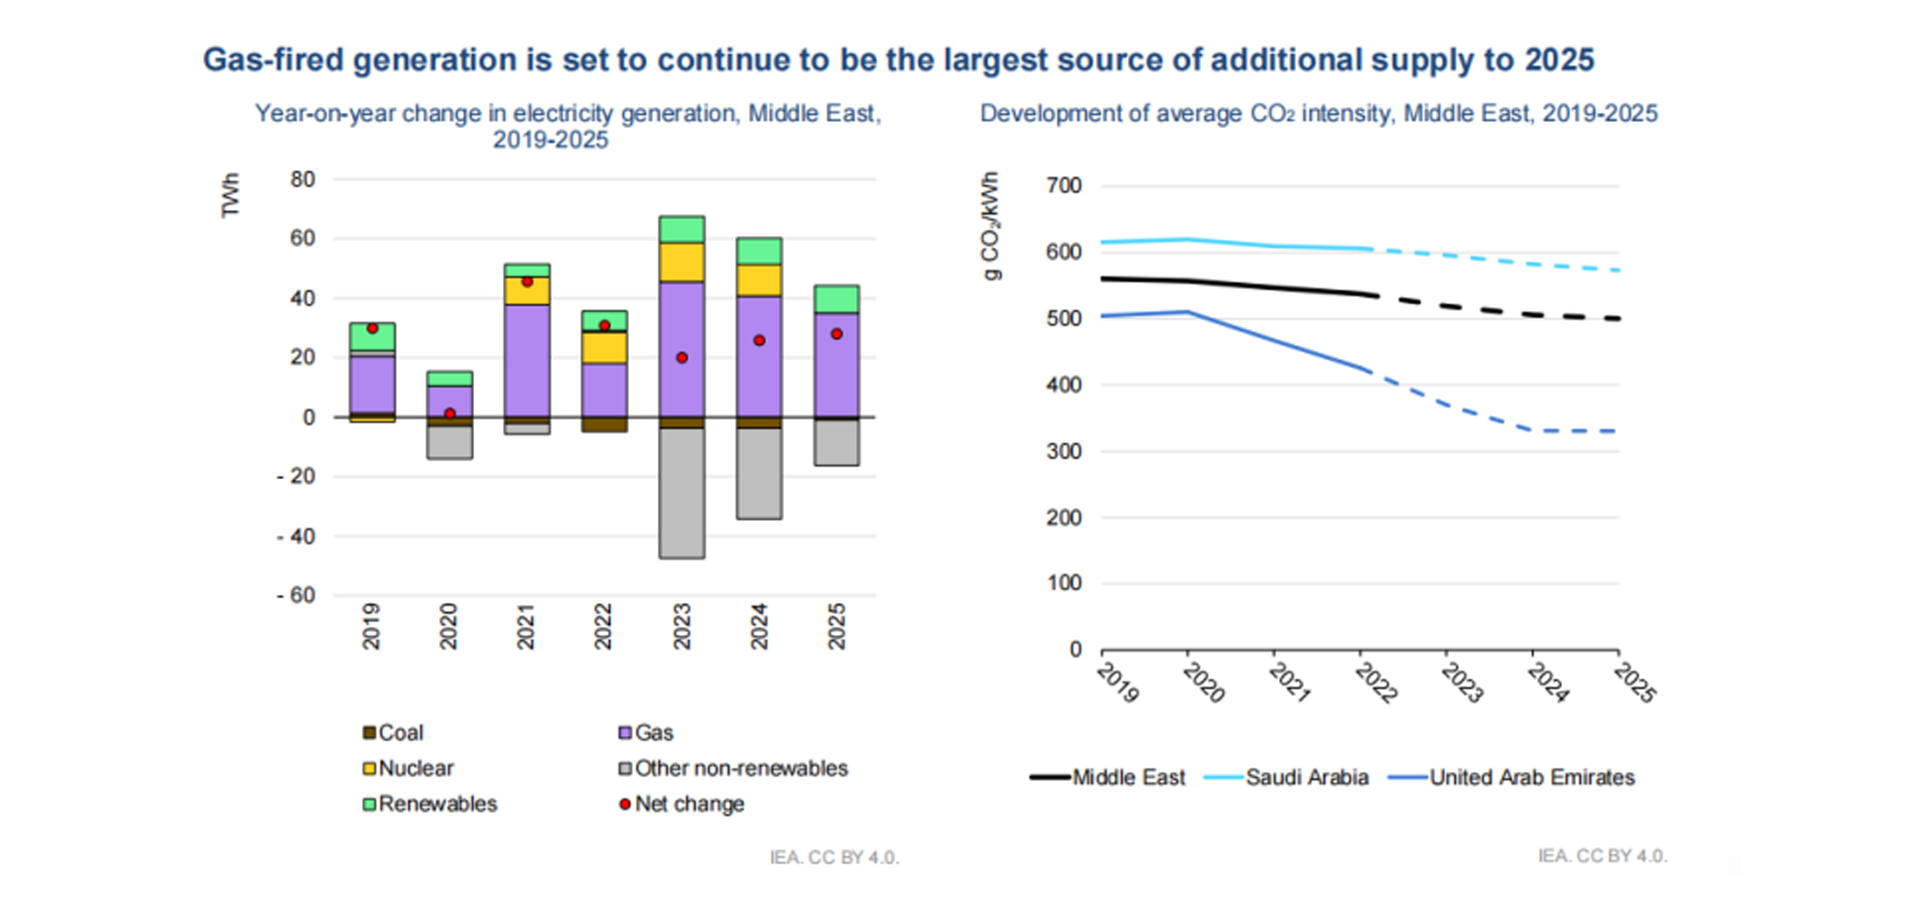 Gas-fired generation is set to continue to be the largest source of additional supply to 2025
Year-on-year change in electricity generation, Middle East,
2019-2025
TWh
80
60
40
20
0
- 20
- 40
- 60
2019
2020
2021
2022
2023
2024
2025
Coal
Gas
Nuclear
Other non-renewables
Renewables
Net change
IEA. CC BY 4.0.
Development of average CO₂ intensity, Middle East, 2019-2025
g CO₂/kWh
700
600
500
400
300
200
100
0
2019
2020
2021
2022
2023
2024
2025
Middle East
Saudi Arabia
United Arab Emirates
IEA. CC BY 4.0.